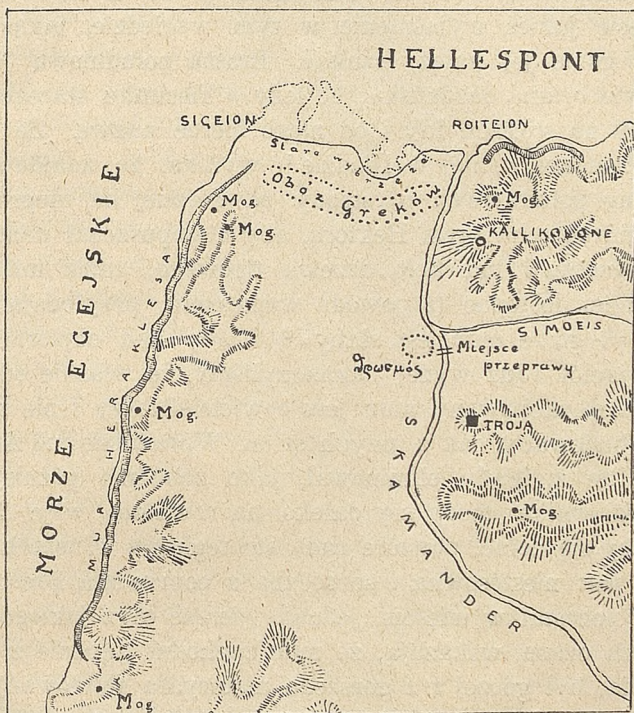 HELLESPONT
SIGEION
ROITEION
Stare wybrzeże
Obóz Greków
Mog.
Mog.
Mog
KALLIKOLONE
MORZE EGEJSKIE
MUR HERAKLESA
SIMOEIS
Miejsce
przeprawy
θρωσμός
Mog.
TROJA
SKAMANDER
Mog
Mog